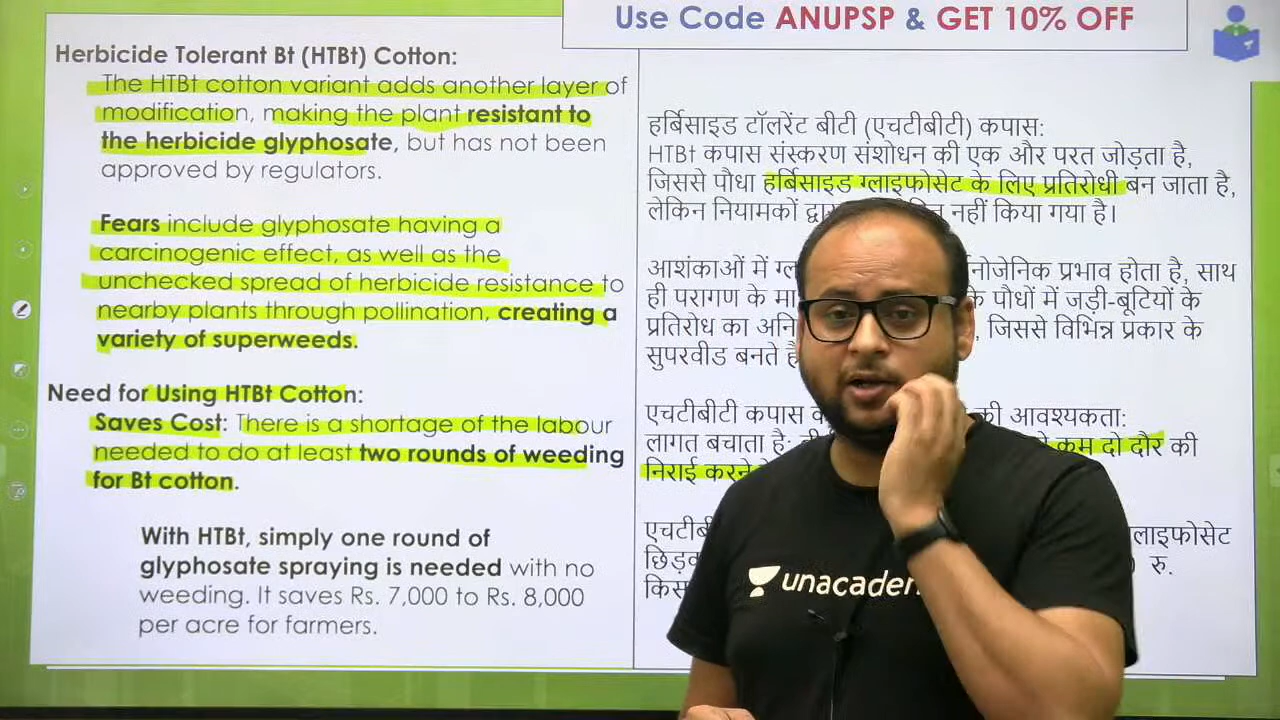 Use Code ANUPSP & GET 10% OFF
Herbicide Tolerant Bt (HTBt) Cotton:
The HTBt cotton variant adds another layer of
modification, making the plant resistant to
the herbicide glyphosate, but has not been
approved by regulators.
Fears include glyphosate having a
carcinogenic effect, as well as the
unchecked spread of herbicide resistance to
nearby plants through pollination, creating a
variety of superweeds.
Need for Using HTBt Cotton:
Saves Cost: There is a shortage of the labour
needed to do at least two rounds of weeding
for Bt cotton.
With HTBt, simply one round of
glyphosate spraying is needed with no
weeding. It saves Rs. 7,000 to Rs. 8,000
per acre for farmers.
हर्बिसाइड टॉलरेंट बीटी (एचटीबीटी) कपास:
HTBt कपास संस्करण संशोधन की एक और परत जोड़ता है,
जिससे पौधा हर्बिसाइड ग्लाइफोसेट के लिए प्रतिरोधी बन जाता है,
लेकिन नियामकों नहीं किया गया है।
आशंकाओं में प्रभाव होता है, साथ
ही परागण के पौधों में जड़ी-बूटियों के
प्रतिरोध का जिससे विभिन्न प्रकार के
सुपरवीड बनते
एचटीबीटी कपास की आवश्यकता:
लागत बचाता है: कम दो दौर की
निराई करने
रु.
unacadem